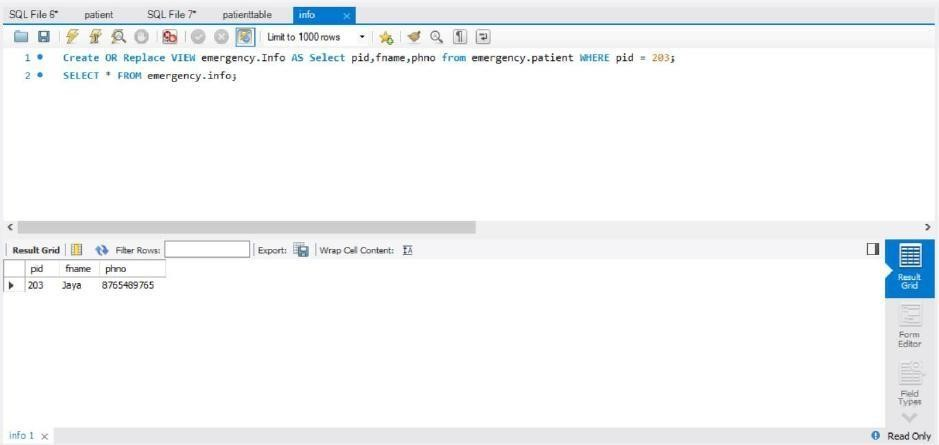 SQL File 6* patient SQL File 7* patienttable info
Limit to 1000 rows
1 Create OR Replace VIEW emergency.Info AS Select pid,fname,phno from emergency.patient WHERE pid = 203;
2 SELECT * FROM emergency.info;
Result Grid Filter Rows: Export: Wrap Cell Content: IA
pid fname phno
203 Jaya 8765489765
Result
Grid
Form
Editor
Field
Types
info 1 Read Only